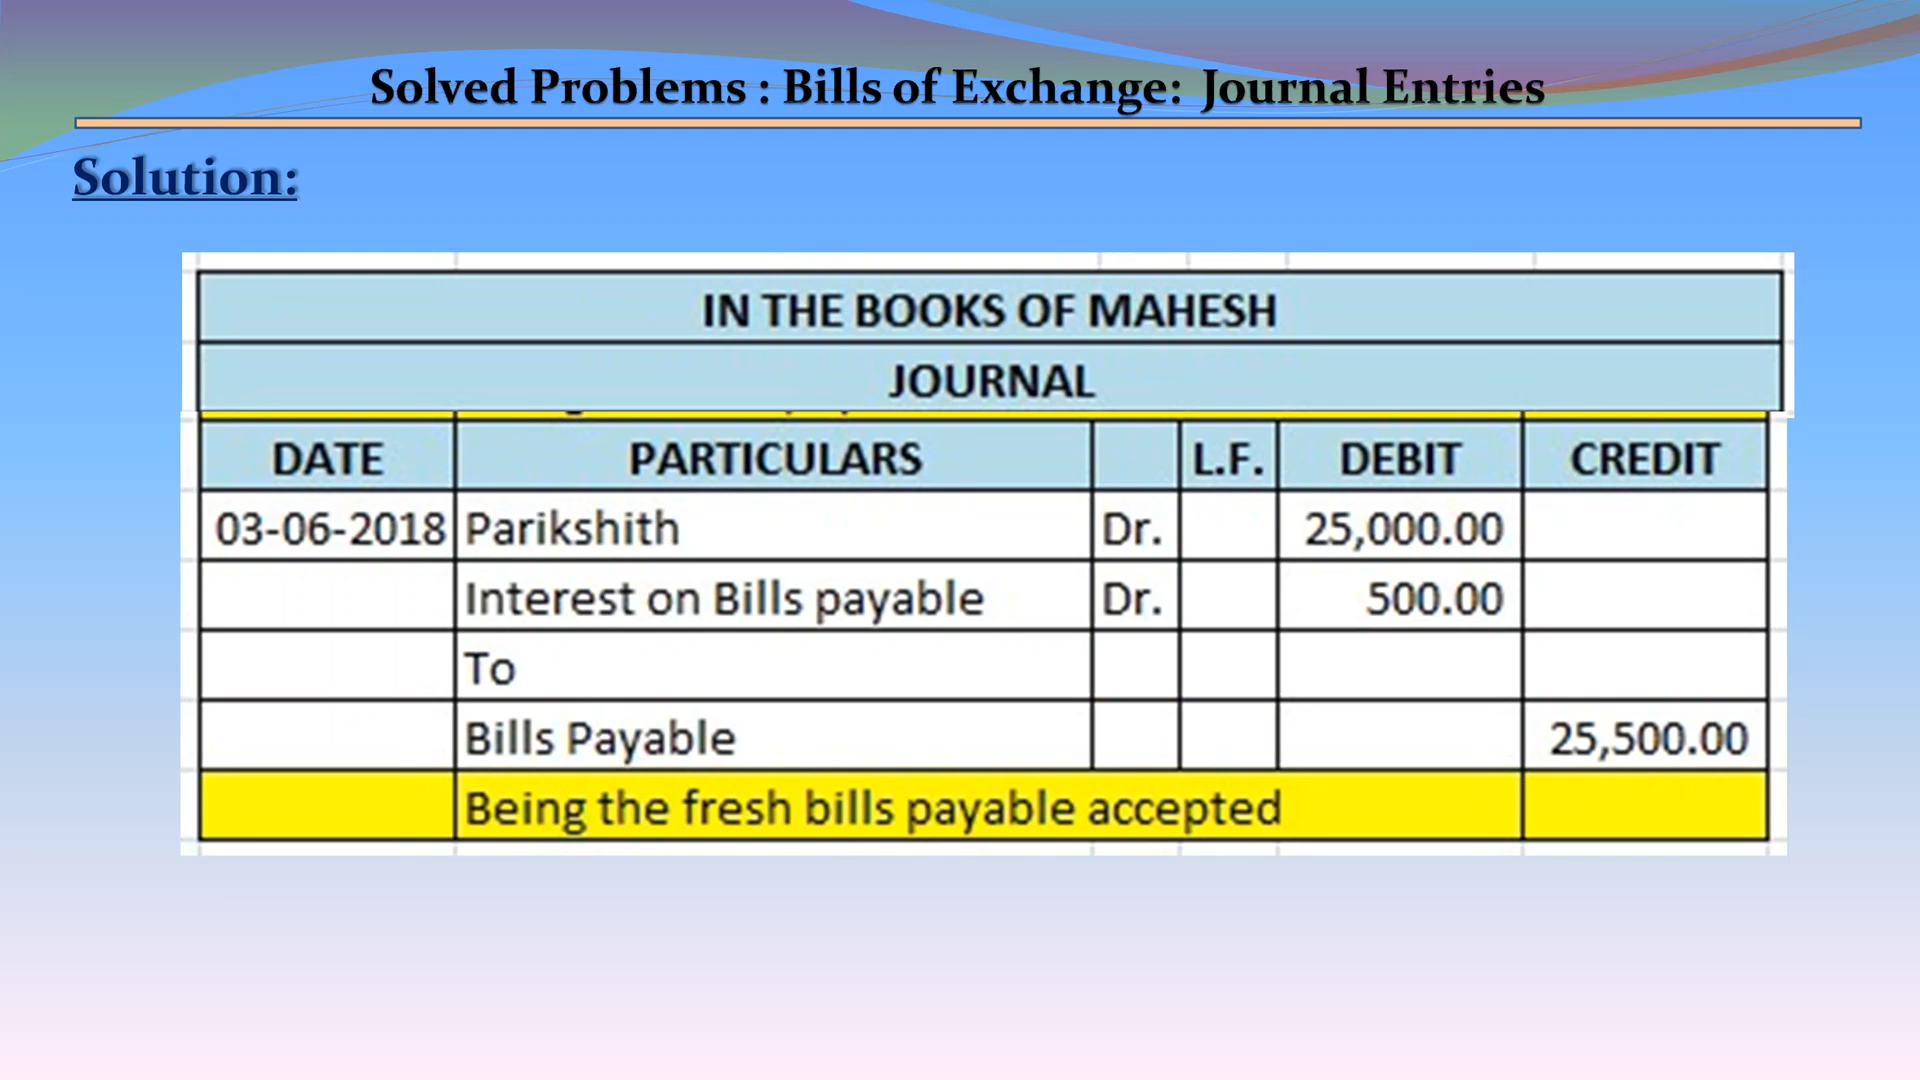 Solved Problems : Bills of Exchange: Journal Entries
Solution:
IN THE BOOKS OF MAHESH
JOURNAL
DATE PARTICULARS L.F. DEBIT CREDIT
03-06-2018 Parikshith Dr. 25,000.00
Interest on Bills payable Dr. 500.00
To
Bills Payable 25,500.00
Being the fresh bills payable accepted